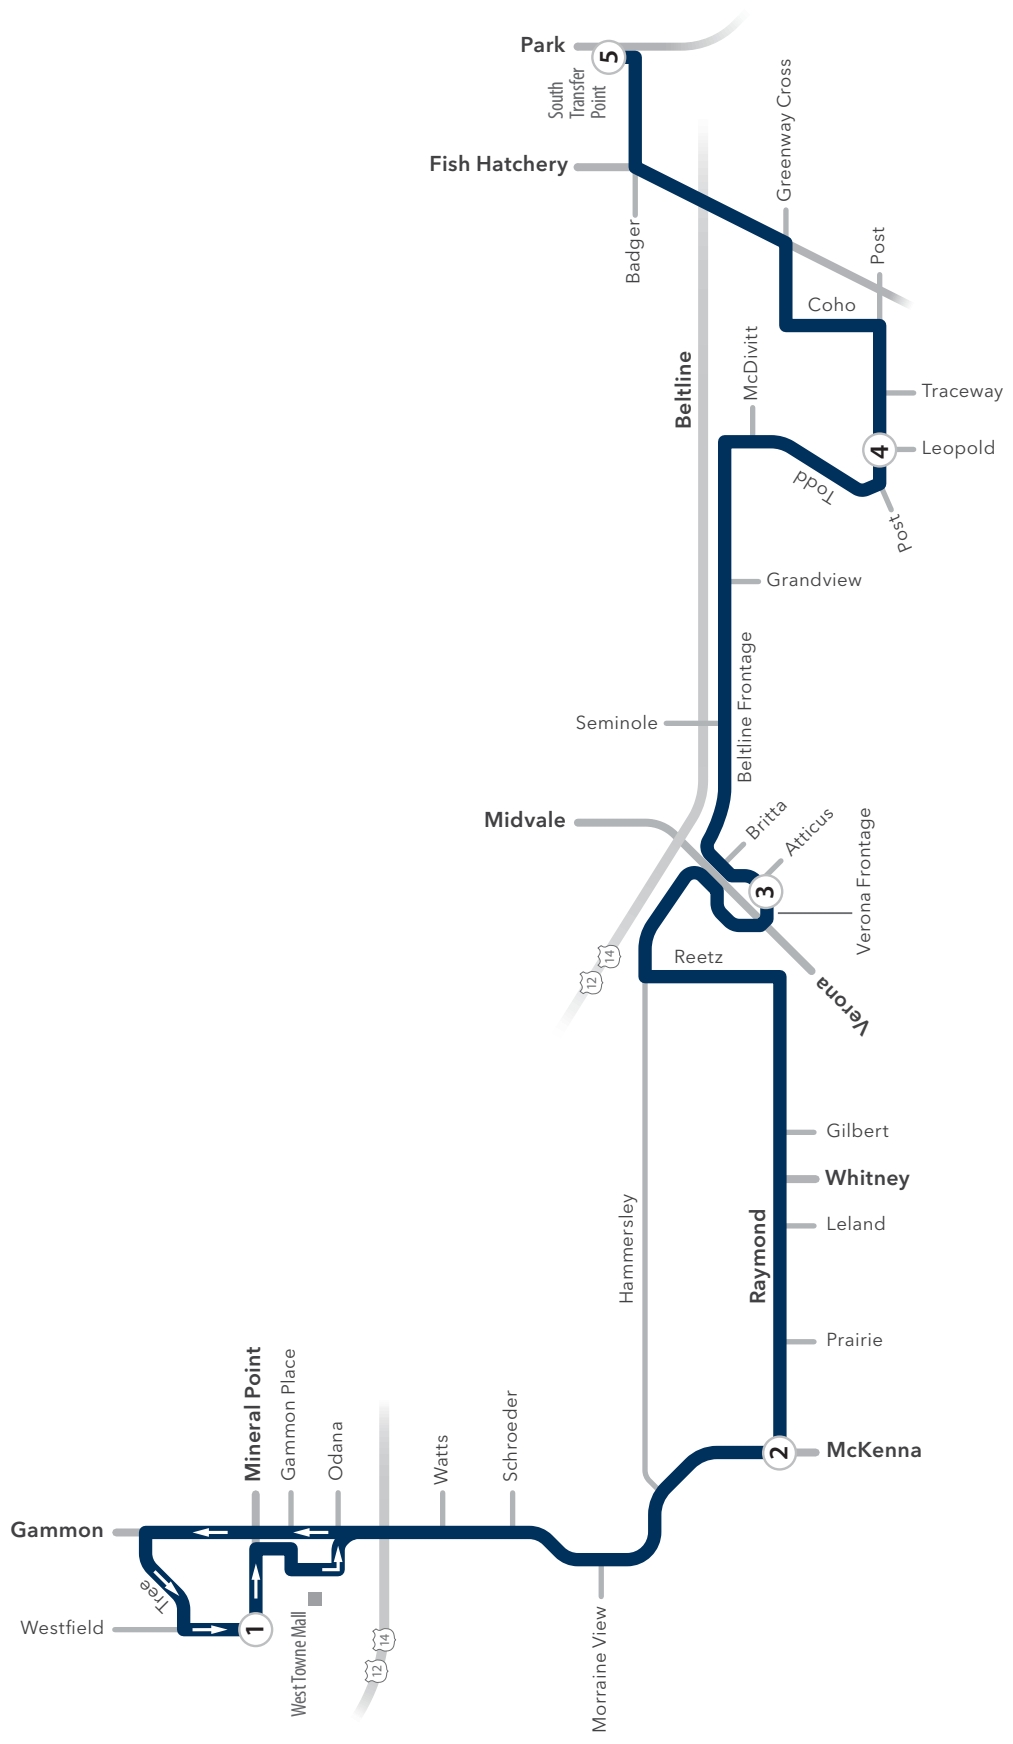 Park
5
South
Transfer
Point
Greenway Cross
Fish Hatchery
Badger
Post
Coho
McDivitt
Beltline
Traceway
4
Leopold
Todd
Post
Grandview
Beltline Frontage
Seminole
Midvale
Britta
Atticus
Verona Frontage
3
14
12
Reetz
Verona
Gilbert
Whitney
Leland
Hammersley
Raymond
Prairie
Mineral Point
Gammon Place
Odana
Watts
Schroeder
2
McKenna
Gammon
Tree
Westfield
1
West Towne Mall
14
12
Morraine View